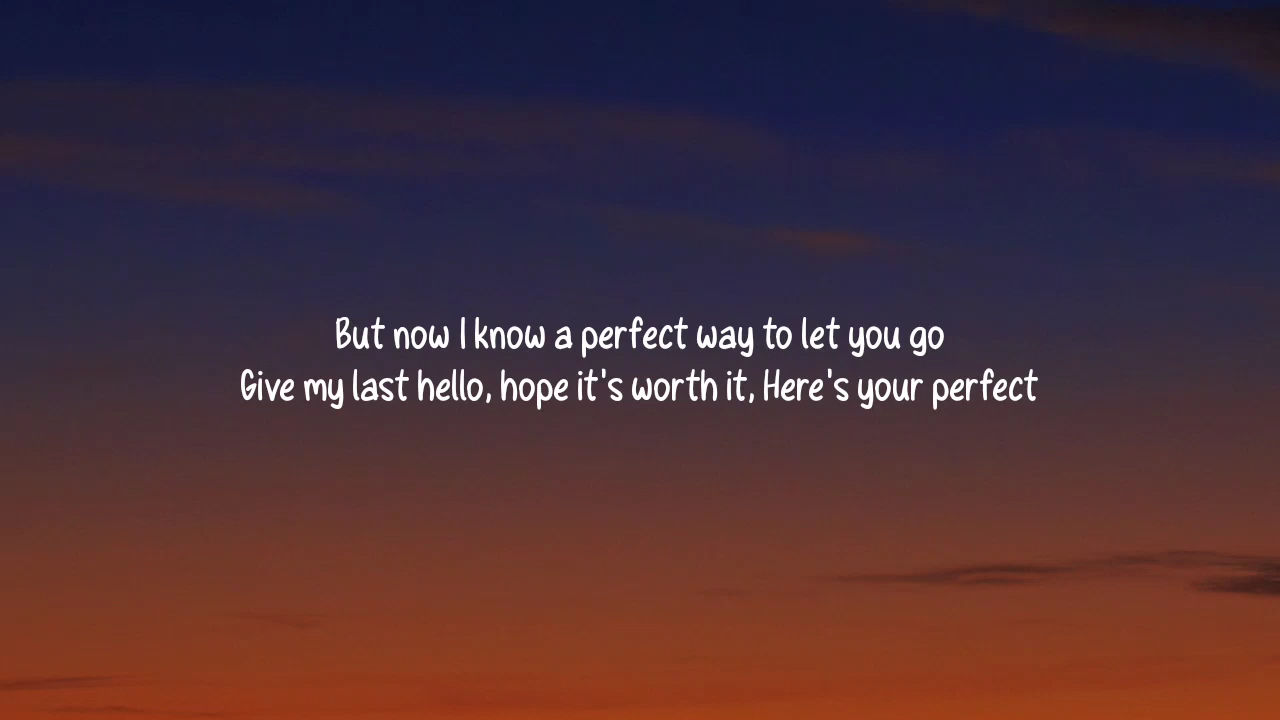 But now I know a perfect way to let you go
Give my last hello, hope it's worth it, Here's your perfect